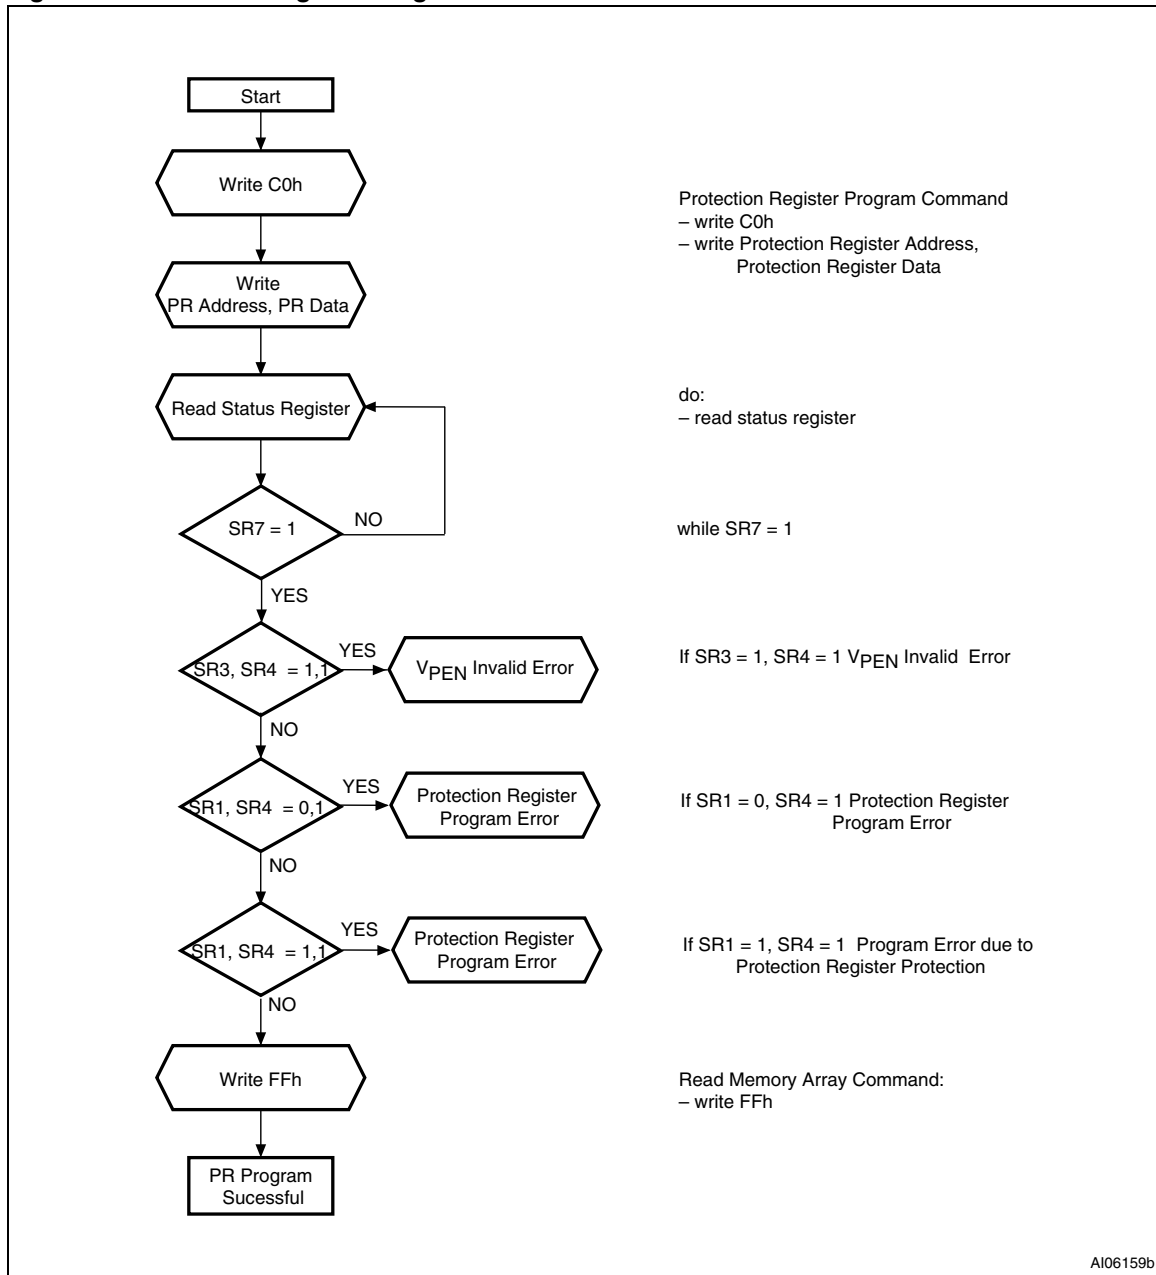 Start
Write C0h
Protection Register Program Command
– write C0h
– write Protection Register Address,
Protection Register Data
Write
PR Address, PR Data
Read Status Register
do:
– read status register
SR7 = 1
NO
while SR7 = 1
YES
SR3, SR4 = 1,1
YES
VPEN Invalid Error
If SR3 = 1, SR4 = 1 VPEN Invalid Error
NO
SR1, SR4 = 0,1
YES
Protection Register
Program Error
If SR1 = 0, SR4 = 1 Protection Register
Program Error
NO
SR1, SR4 = 1,1
YES
Protection Register
Program Error
If SR1 = 1, SR4 = 1 Program Error due to
Protection Register Protection
NO
Write FFh
Read Memory Array Command:
– write FFh
PR Program
Sucessful
AI06159b